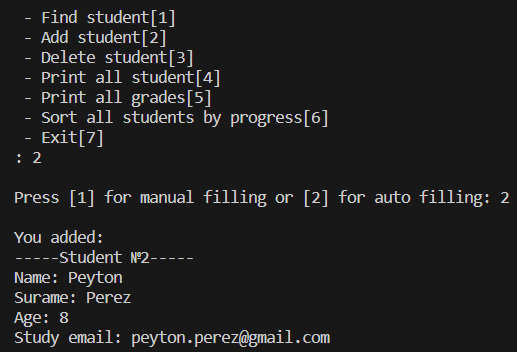 - Find student[1]
- Add student[2]
- Delete student[3]
- Print all student[4]
- Print all grades[5]
- Sort all students by progress[6]
- Exit[7]
: 2
Press [1] for manual filling or [2] for auto filling: 2
You added:
-----Student №2-----
Name: Peyton
Surame: Perez
Age: 8
Study email: peyton.perez@gmail.com